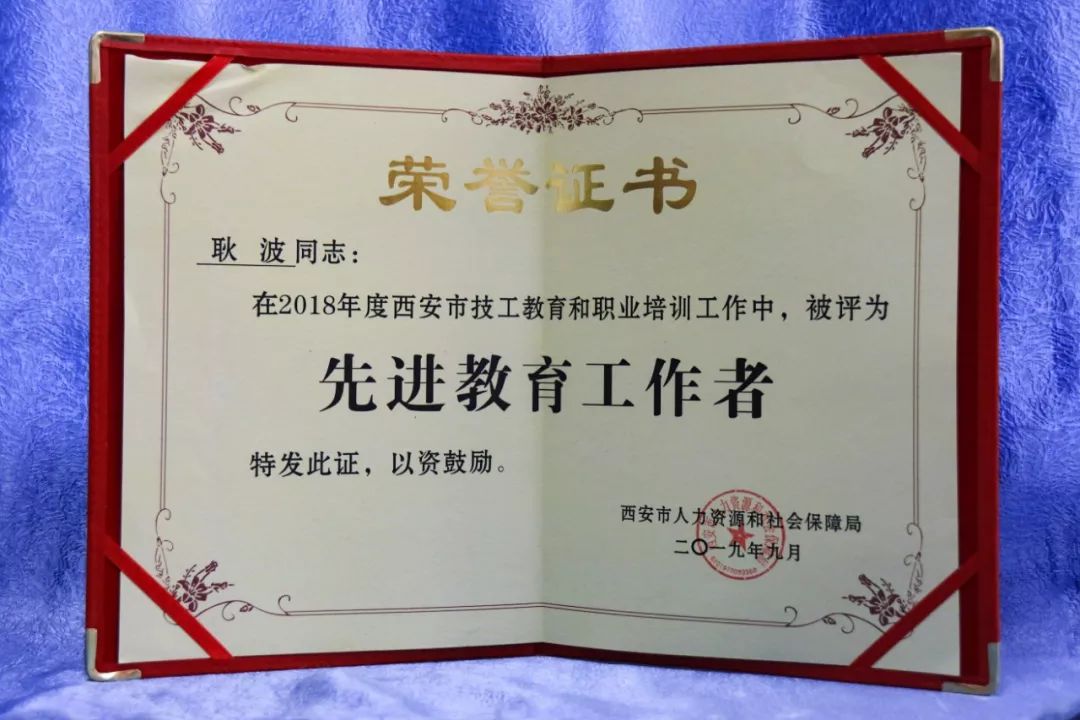 荣誉证书
耿 波同志：
在2018年度西安市技工教育和职业培训工作中，被评为
先进教育工作者
特发此证，以资鼓励。
西安市人力资源和社会保障局
二〇一九年九月